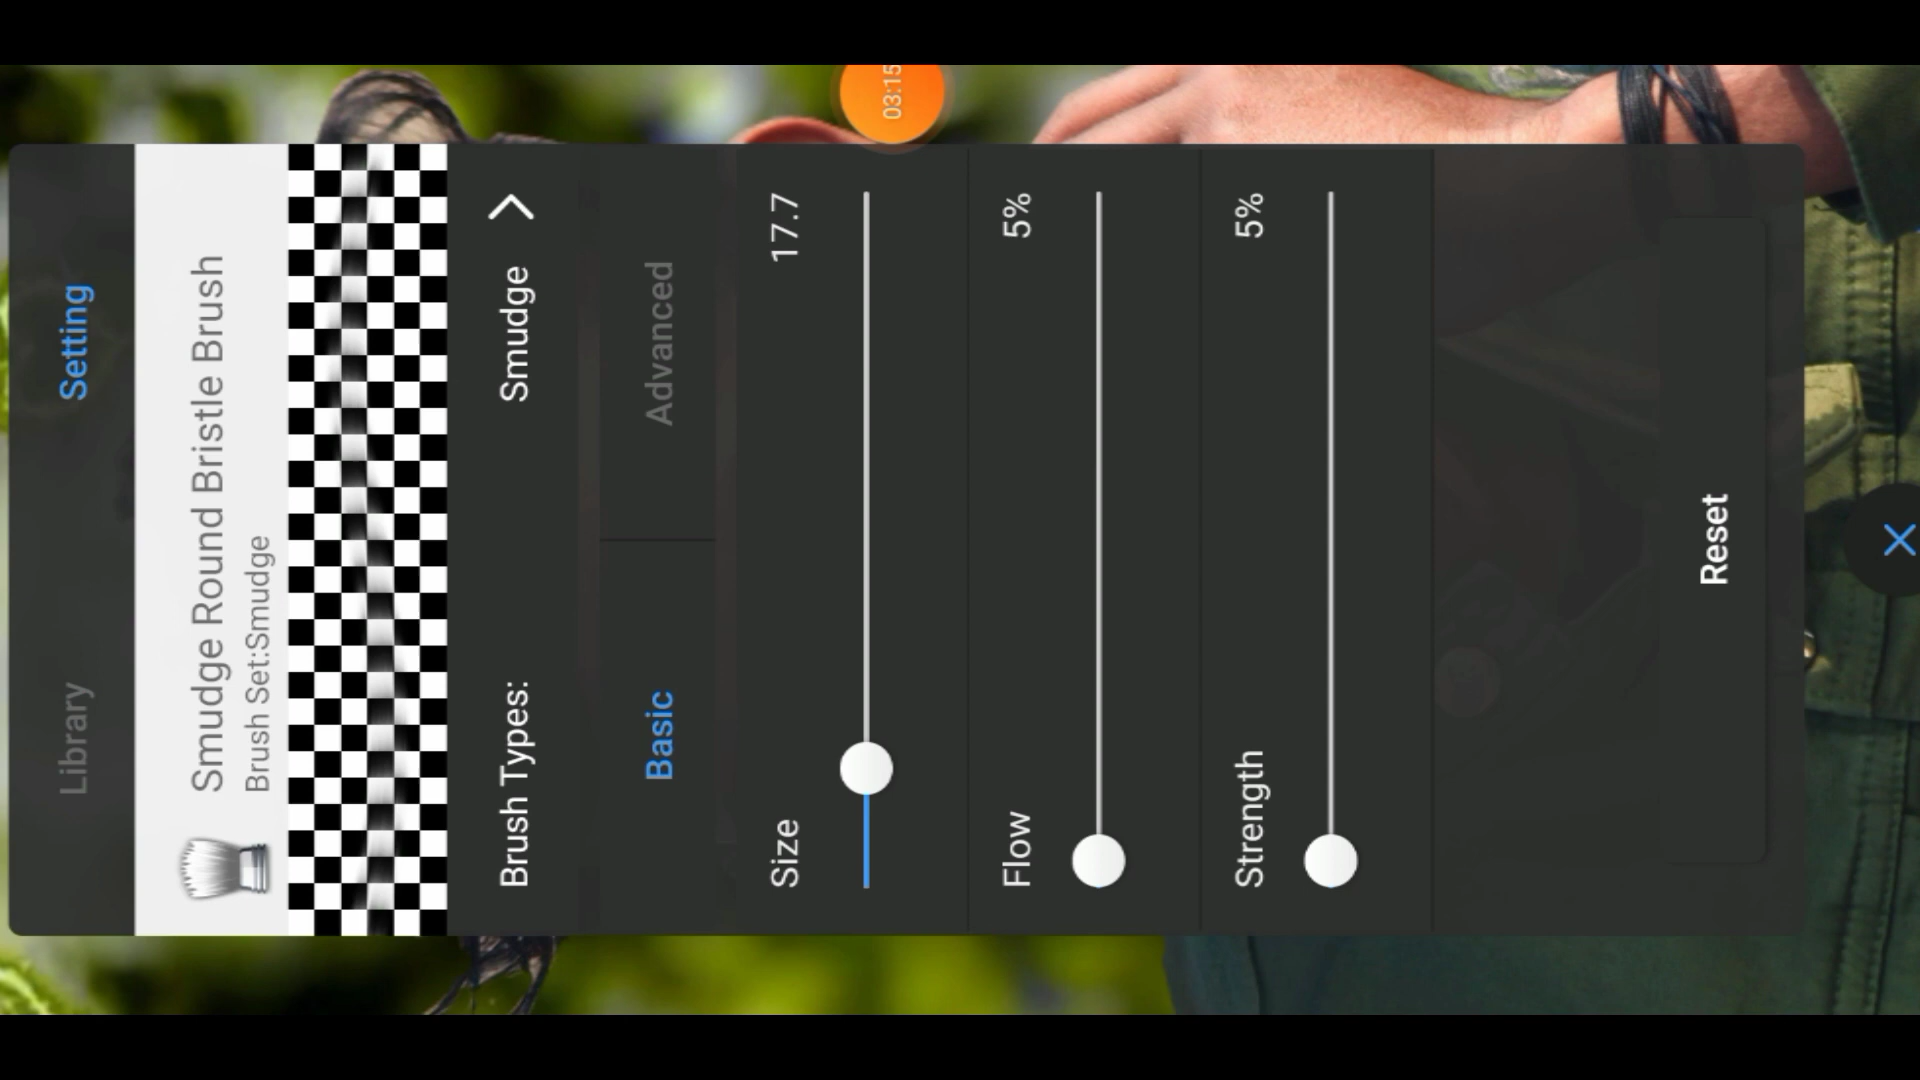 03:15
Library Setting
Smudge Round Bristle Brush
Brush Set:Smudge
Brush Types: Smudge
Basic Advanced
Size 17.7
Flow 5%
Strength 5%
Reset